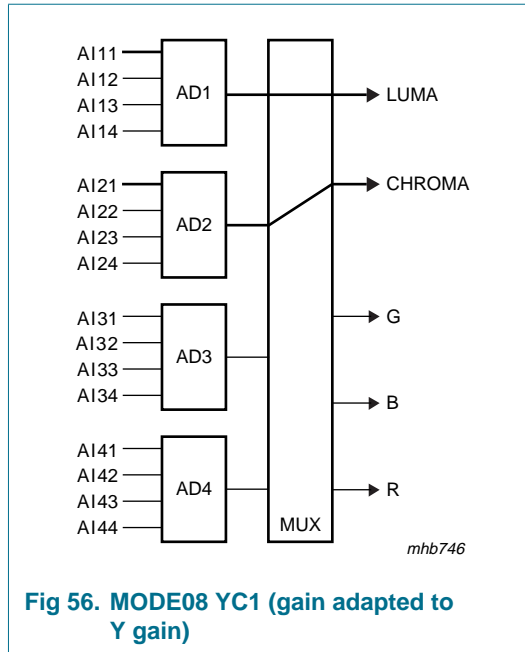 AI11
AI12
AI13
AI14
AD1
LUMA
AI21
AI22
AI23
AI24
AD2
CHROMA
AI31
AI32
AI33
AI34
AD3
G
B
AI41
AI42
AI43
AI44
AD4
R
MUX
mhb746
Fig 56. MODE08 YC1 (gain adapted to
Y gain)